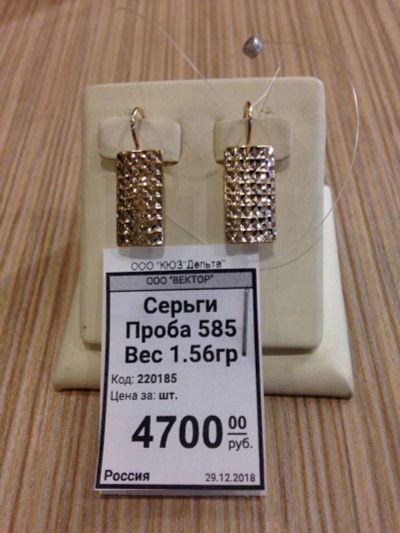 ООО "КЮЗ"Дельта"
ООО "ВЕКТОР"
Серьги
Проба 585
Вес 1.56гр
Код: 220185
Цена за: шт.
4700 00 руб.
Россия 29.12.2018